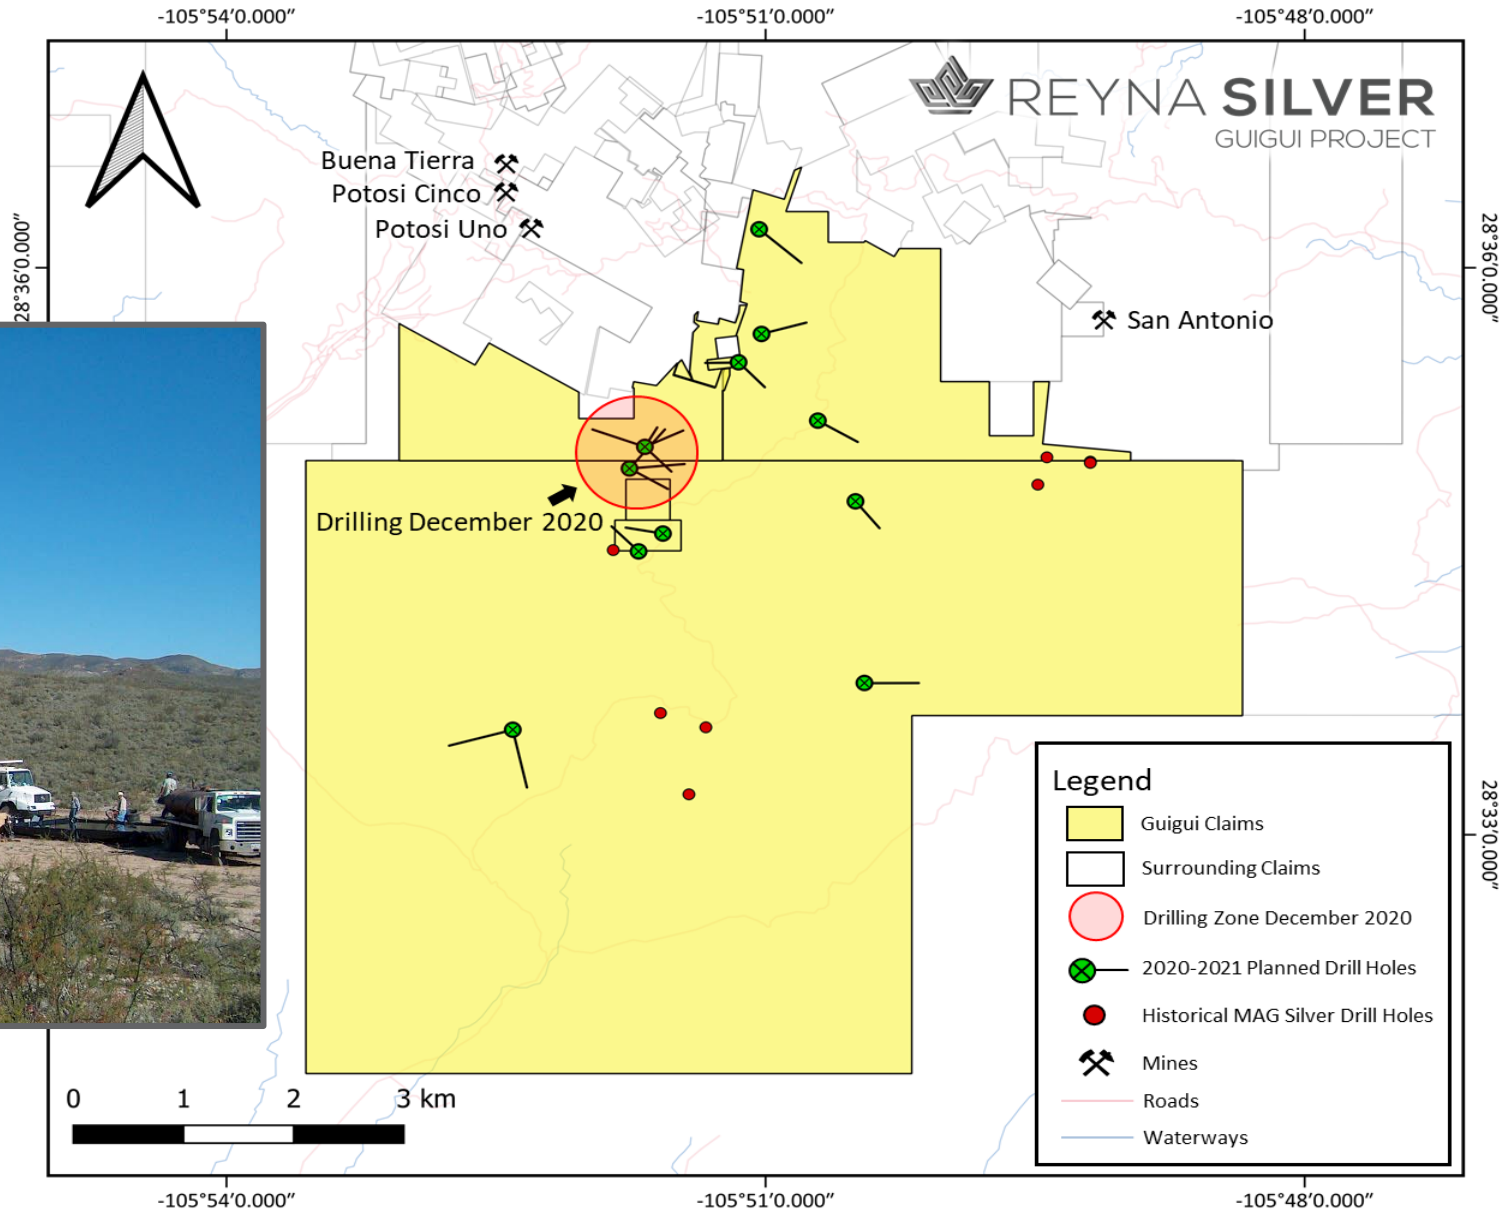 -105°54′0.000″
-105°51′0.000″
-105°48′0.000″
REYNA SILVER
GUIGUI PROJECT
Buena Tierra
Potosi Cinco
Potosi Uno
28°36′0.000″
28°36′0.000″
San Antonio
Drilling December 2020
28°33′0.000″
Legend
Guigui Claims
Surrounding Claims
Drilling Zone December 2020
2020-2021 Planned Drill Holes
Historical MAG Silver Drill Holes
Mines
Roads
Waterways
0 1 2 3 km
-105°54′0.000″
-105°51′0.000″
-105°48′0.000″